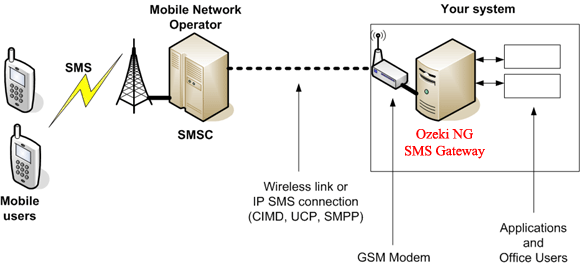 Mobile Network
Operator
Your system
SMS
SMSC
Ozeki NG
SMS Gateway
Mobile
users
Wireless link or
IP SMS connection
(CIMD, UCP, SMPP)
GSM Modem
Applications
and
Office Users